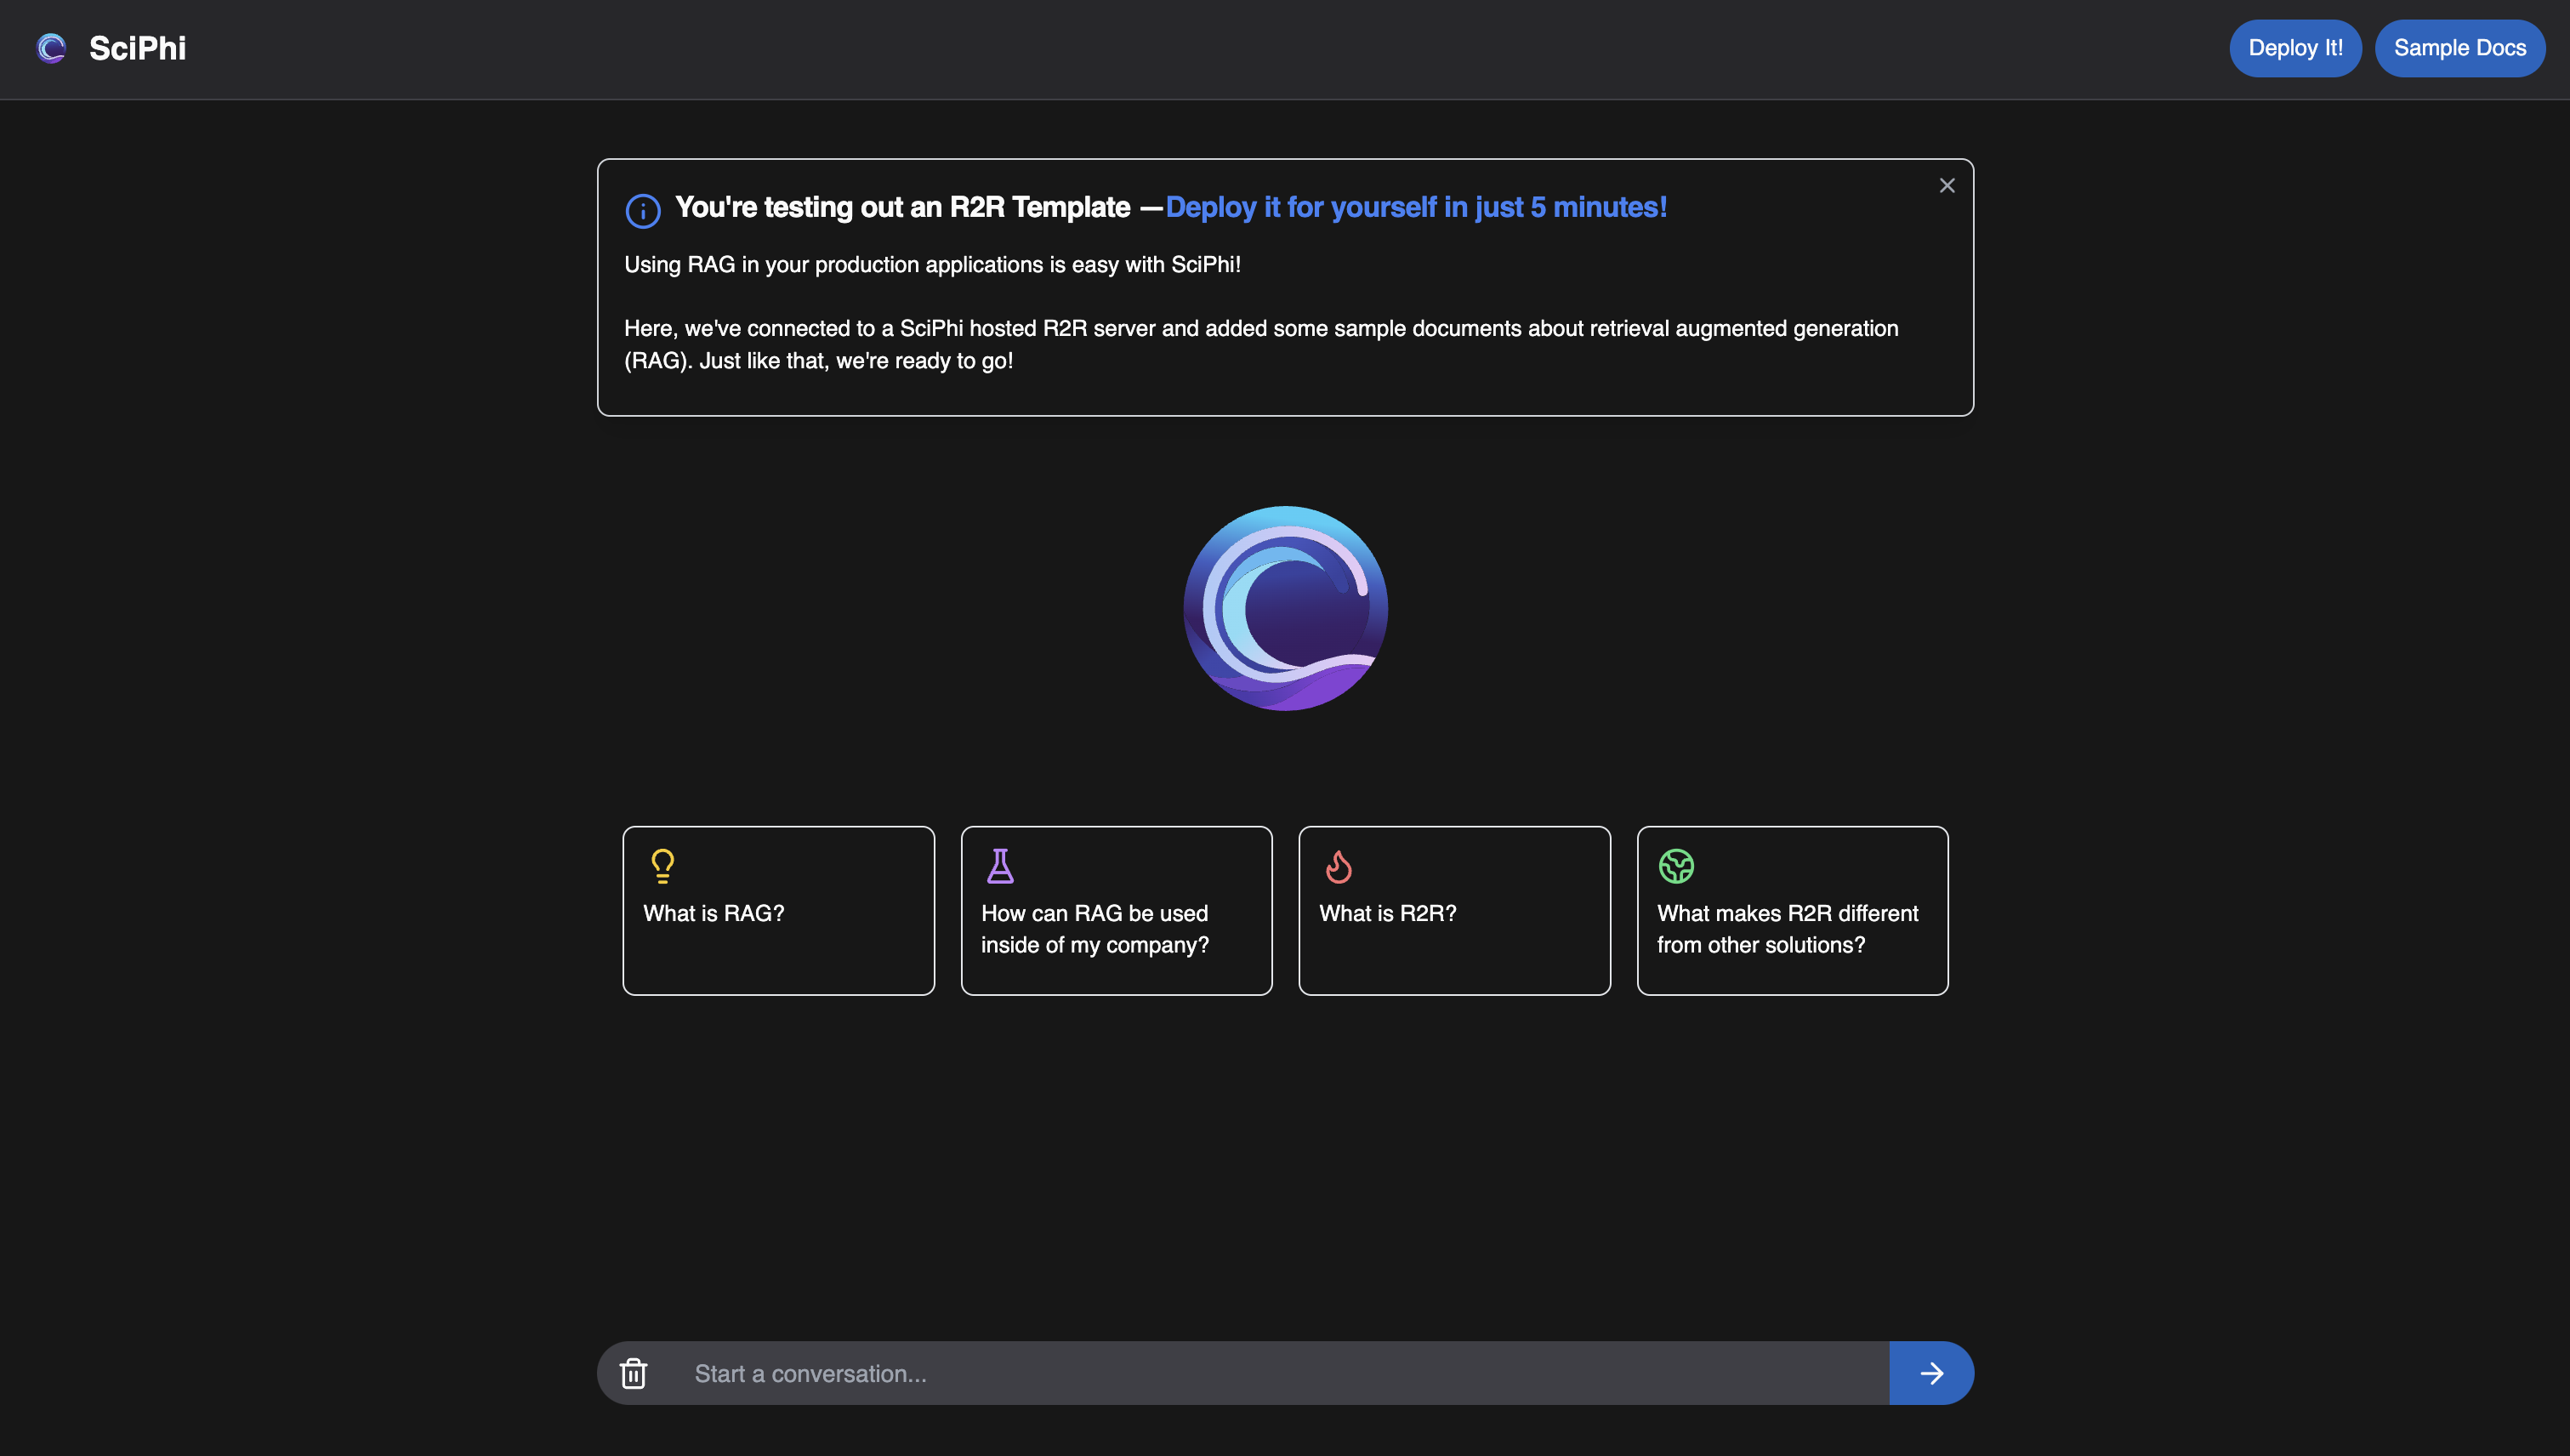 SciPhi
Deploy It!
Sample Docs
You're testing out an R2R Template —Deploy it for yourself in just 5 minutes!
Using RAG in your production applications is easy with SciPhi!
Here, we've connected to a SciPhi hosted R2R server and added some sample documents about retrieval augmented generation
(RAG). Just like that, we're ready to go!
What is RAG?
How can RAG be used
inside of my company?
What is R2R?
What makes R2R different
from other solutions?
Start a conversation...